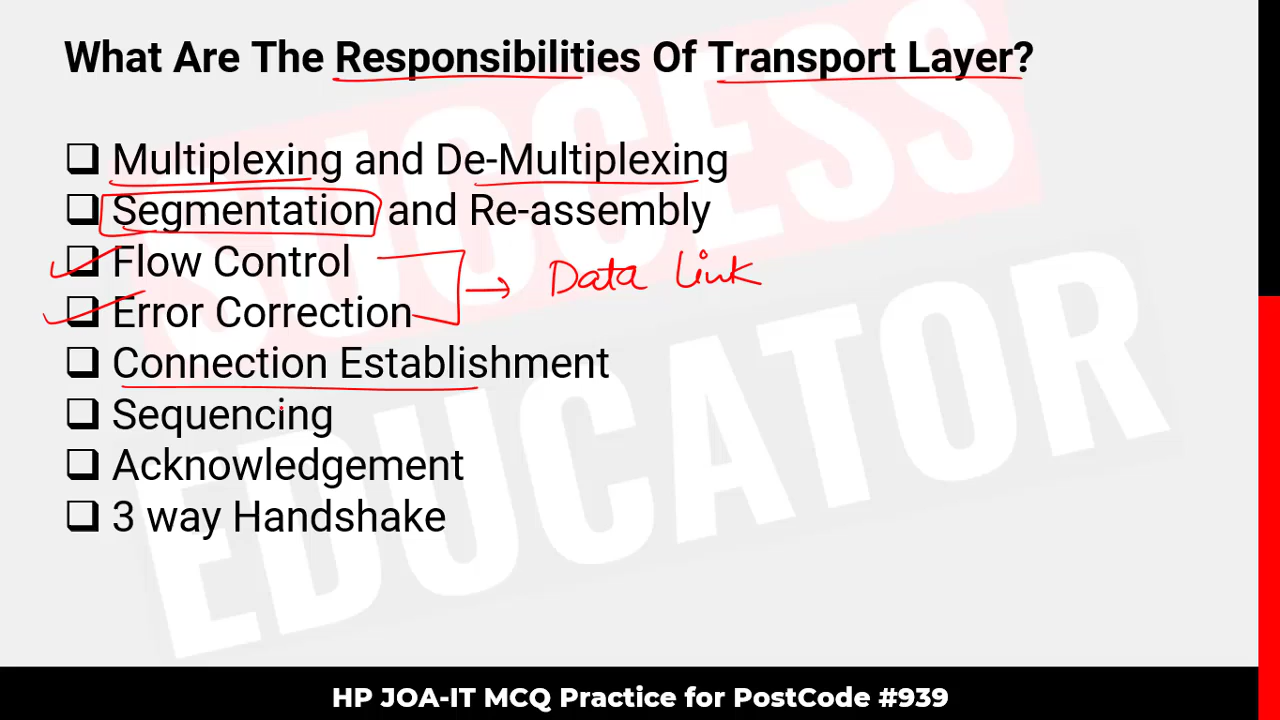 What Are The Responsibilities Of Transport Layer?
Multiplexing and De-Multiplexing
Segmentation and Re-assembly
Flow Control
Error Correction
Data Link
Connection Establishment
Sequencing
Acknowledgement
3 way Handshake
SUCCESS
EDUCATOR
HP JOA-IT MCQ Practice for PostCode #939